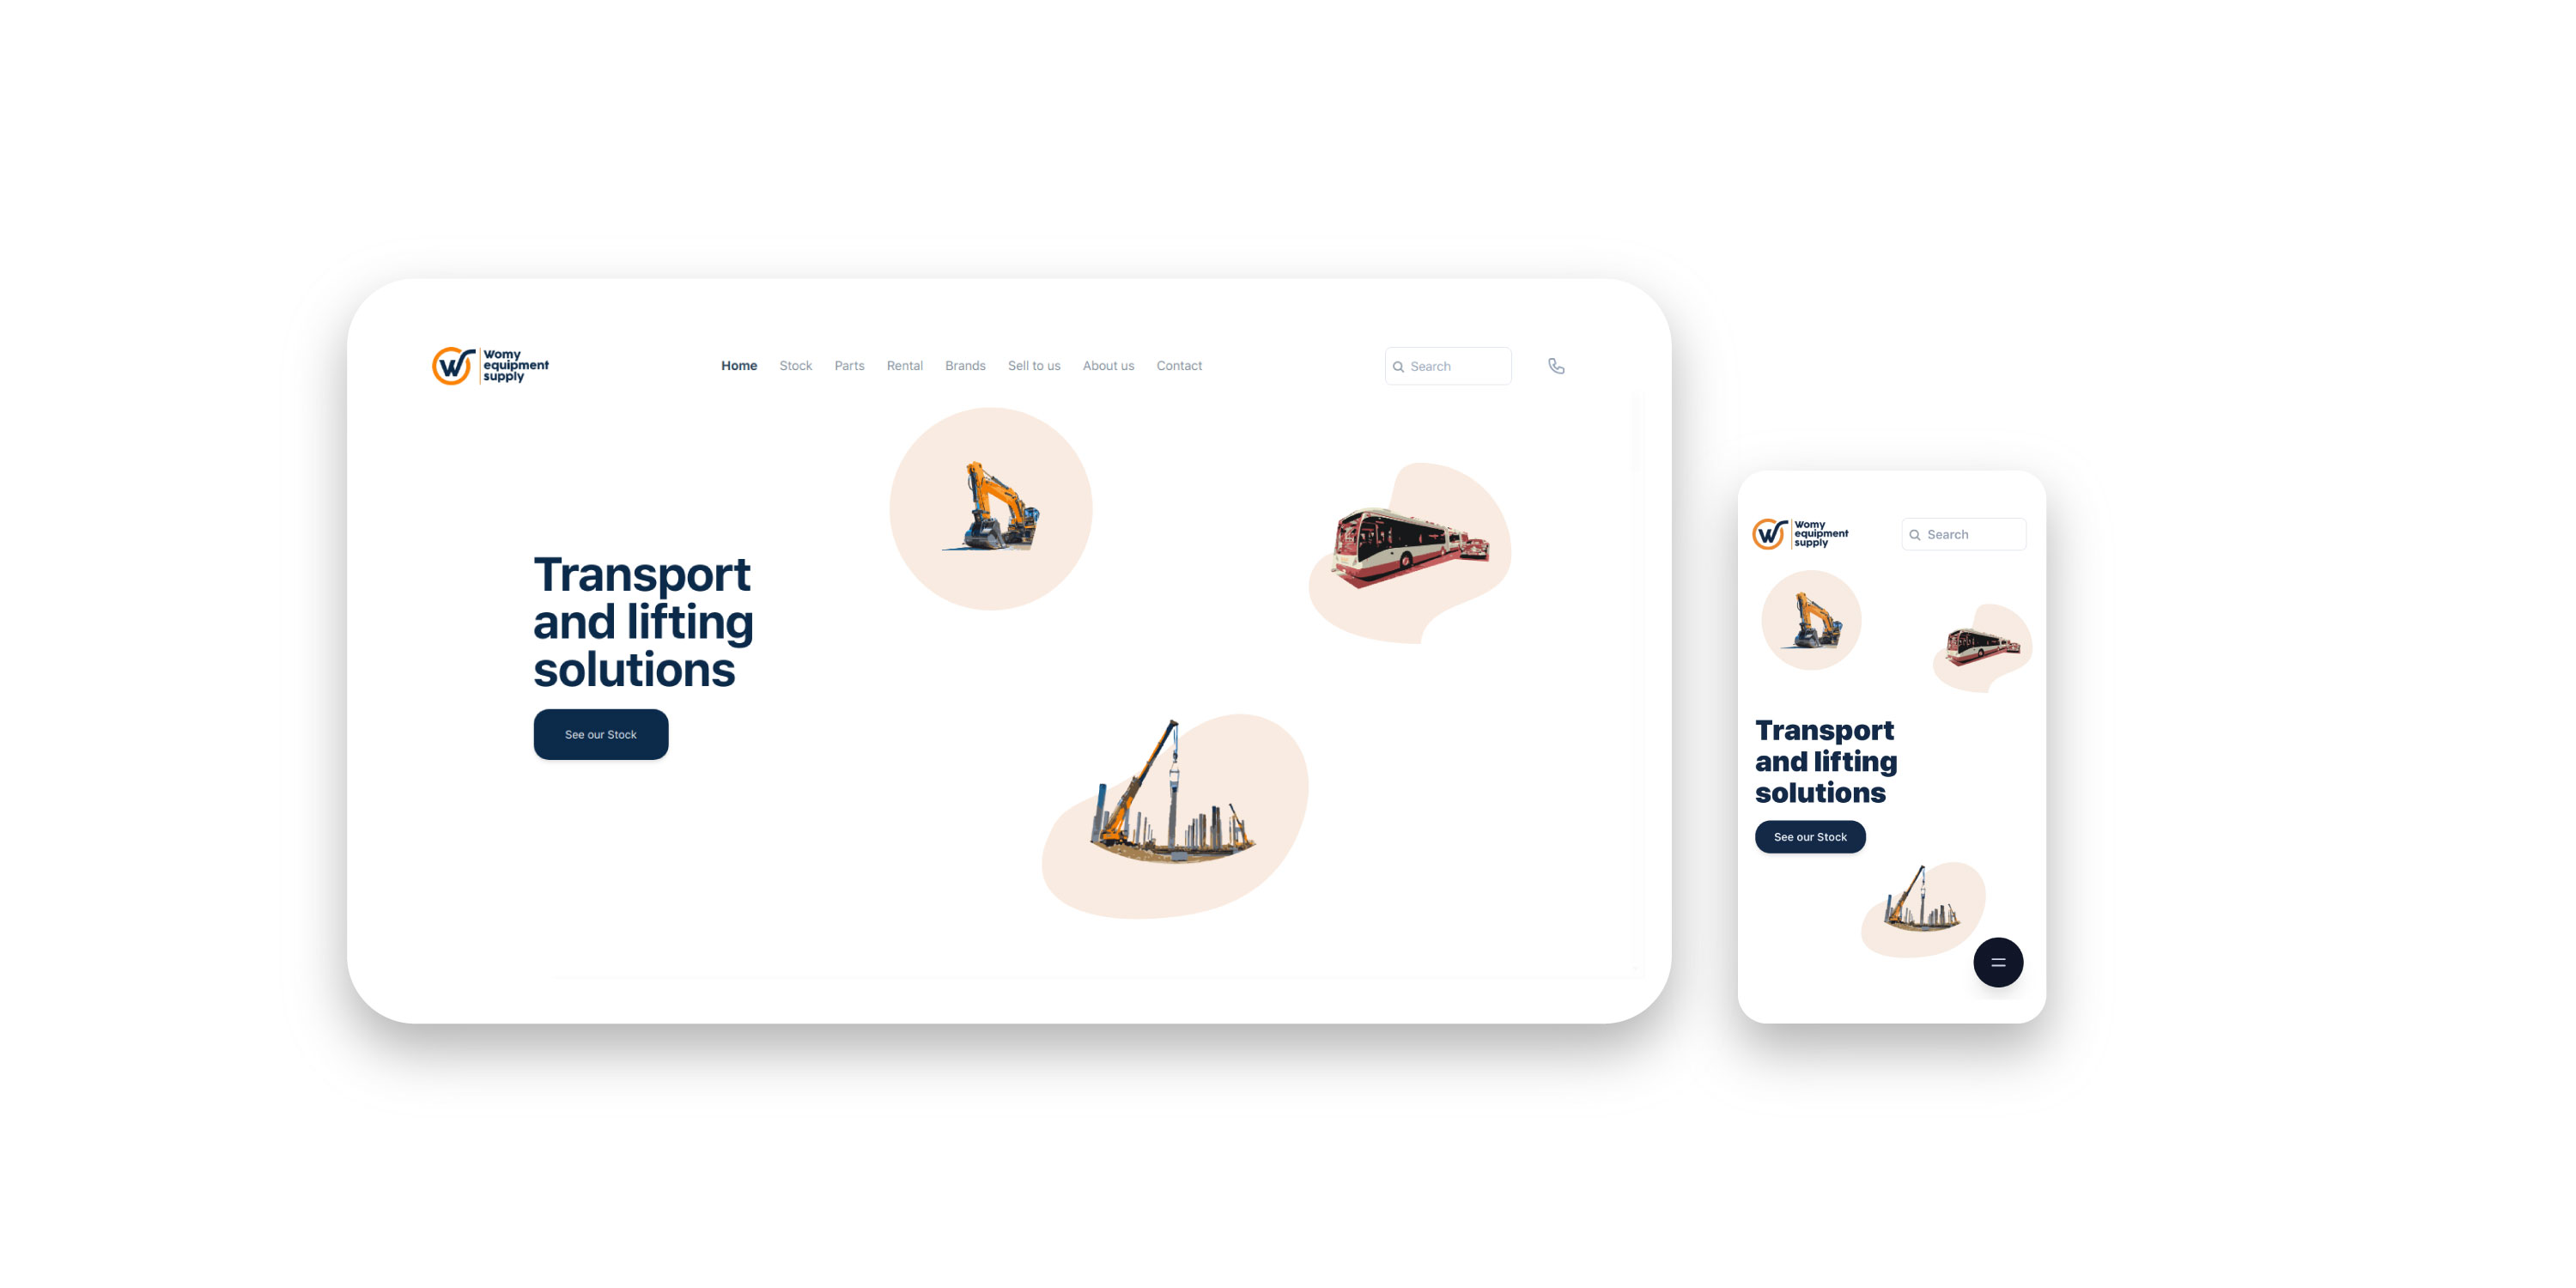 Womy
equipment
supply
Home Stock Parts Rental Brands Sell to us About us Contact
Search
Transport
and lifting
solutions
See our Stock
Womy
equipment
supply
Search
Transport
and lifting
solutions
See our Stock